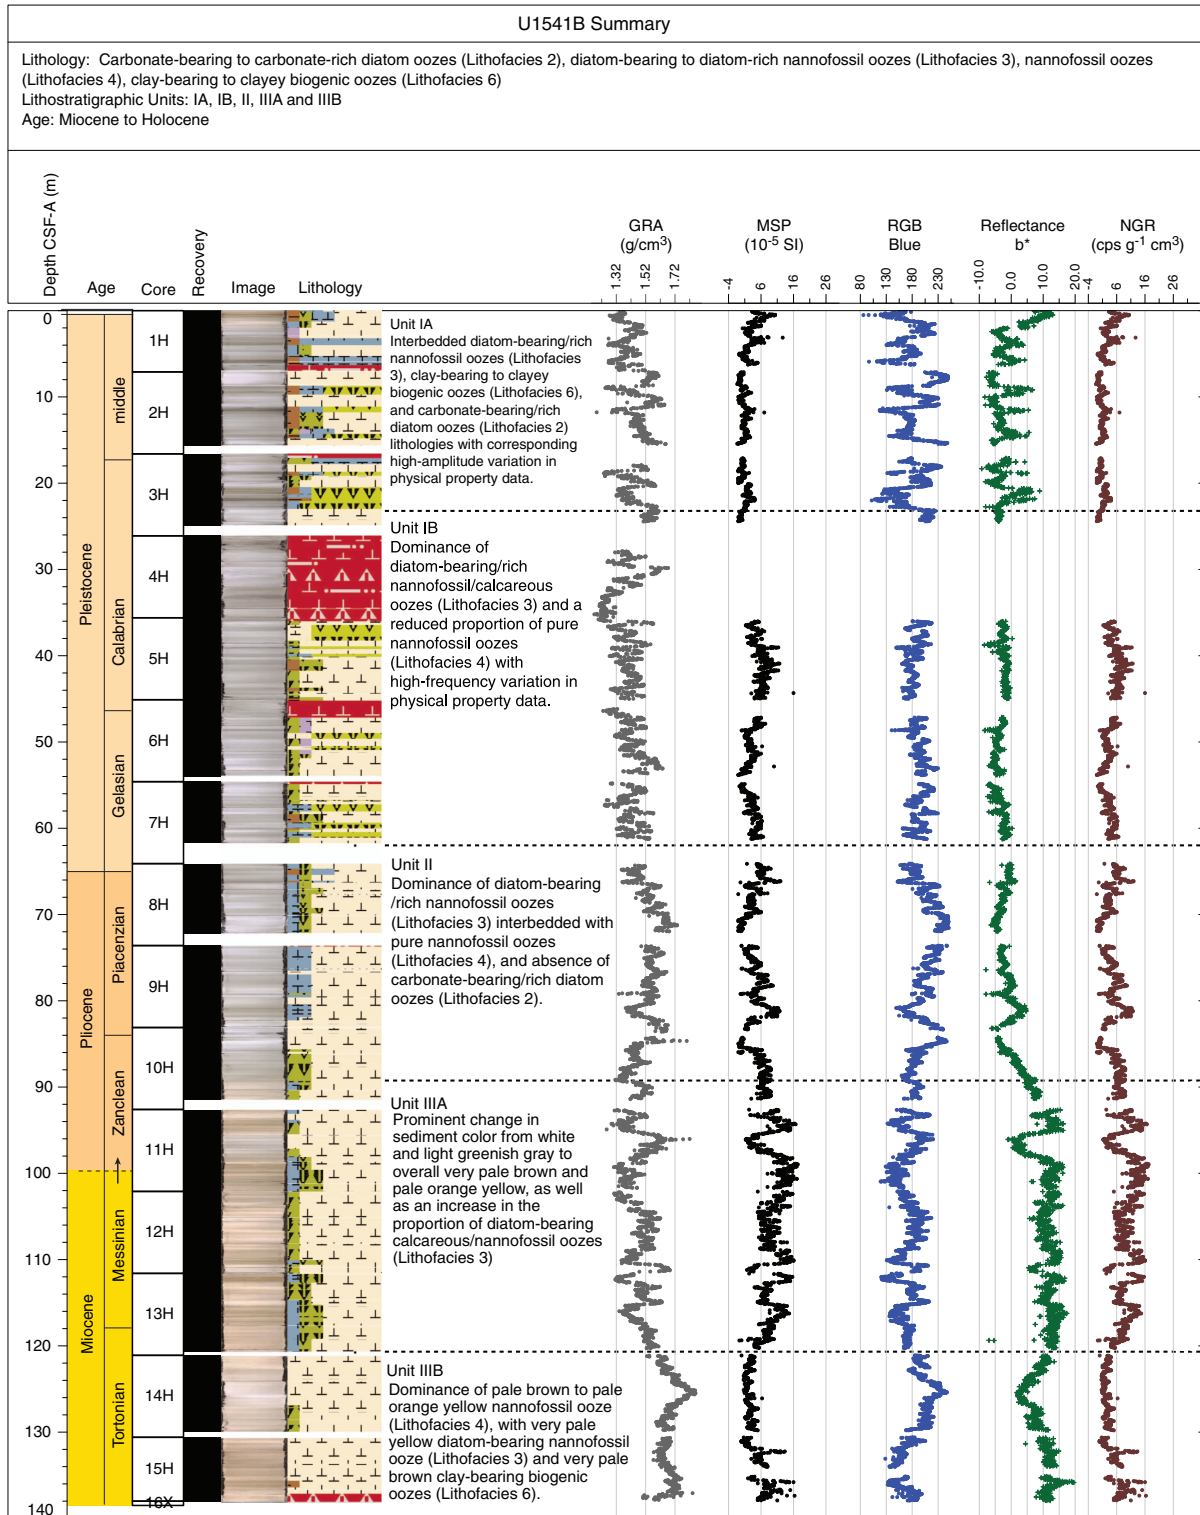 U1541B Summary
Lithology: Carbonate-bearing to carbonate-rich diatom oozes (Lithofacies 2), diatom-bearing to diatom-rich nannofossil oozes (Lithofacies 3), nannofossil oozes
(Lithofacies 4), clay-bearing to clayey biogenic oozes (Lithofacies 6)
Lithostratigraphic Units: IA, IB, II, IIIA and IIIB
Age: Miocene to Holocene
Depth CSF-A (m)
Age
Core
Recovery
Image
Lithology
GRA
(g/cm³)
1.32 1.52 1.72
MSP
(10⁻⁵ SI)
-4 6 16 26
RGB
Blue
80 130 180 230
Reflectance
b*
-10.0 0.0 10.0 20.0
NGR
(cps g⁻¹ cm³)
-4 6 16 26
0
10
20
30
40
50
60
70
80
90
100
110
120
130
140
Pleistocene
Pliocene
Miocene
middle
Calabrian
Gelasian
Piacenzian
Zanclean
Messinian
Tortonian
1H
2H
3H
4H
5H
6H
7H
8H
9H
10H
11H
12H
13H
14H
15H
16X
Unit IA
Interbedded diatom-bearing/rich
nannofossil oozes (Lithofacies
3), clay-bearing to clayey
biogenic oozes (Lithofacies 6),
and carbonate-bearing/rich
diatom oozes (Lithofacies 2)
lithologies with corresponding
high-amplitude variation in
physical property data.
Unit IB
Dominance of
diatom-bearing/rich
nannofossil/calcareous
oozes (Lithofacies 3) and a
reduced proportion of pure
nannofossil oozes
(Lithofacies 4) with
high-frequency variation in
physical property data.
Unit II
Dominance of diatom-bearing
/rich nannofossil oozes
(Lithofacies 3) interbedded with
pure nannofossil oozes
(Lithofacies 4), and absence of
carbonate-bearing/rich diatom
oozes (Lithofacies 2).
Unit IIIA
Prominent change in
sediment color from white
and light greenish gray to
overall very pale brown and
pale orange yellow, as well
as an increase in the
proportion of diatom-bearing
calcareous/nannofossil oozes
(Lithofacies 3)
Unit IIIB
Dominance of pale brown to pale
orange yellow nannofossil ooze
(Lithofacies 4), with very pale
yellow diatom-bearing nannofossil
ooze (Lithofacies 3) and very pale
brown clay-bearing biogenic
oozes (Lithofacies 6).